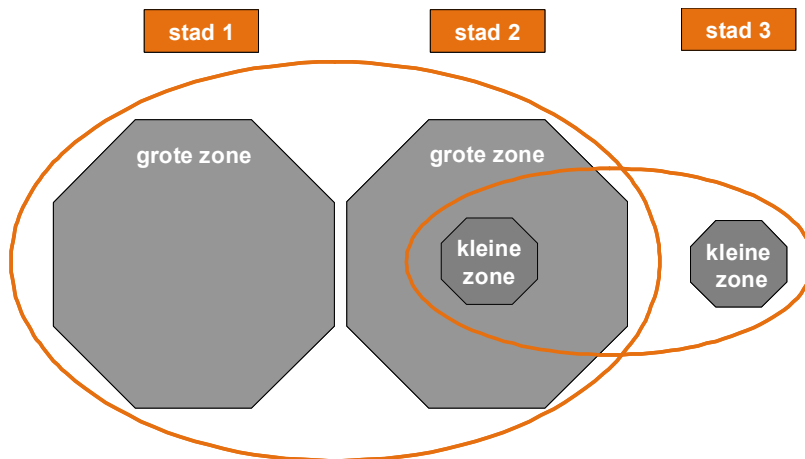 stad 1
stad 2
stad 3
grote zone
grote zone
kleine
zone
kleine
zone